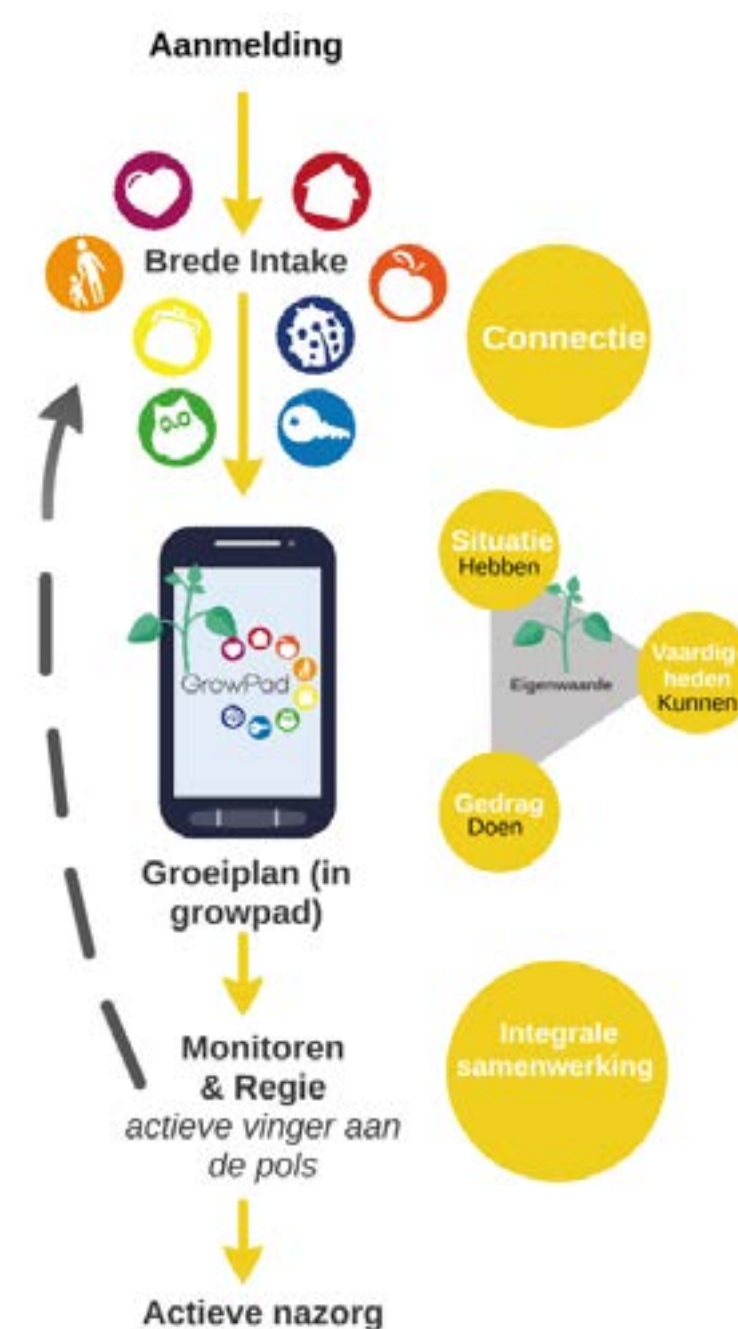 Aanmelding
Brede Intake
Connectie
Situatie
Hebben
Vaardig-
heden
Kunnen
Eigenwaarde
GrowPad
Gedrag
Doen
Groeiplan (in
growpad)
Monitoren
& Regie
actieve vinger aan
de pols
Integrale
samenwerking
Actieve nazorg